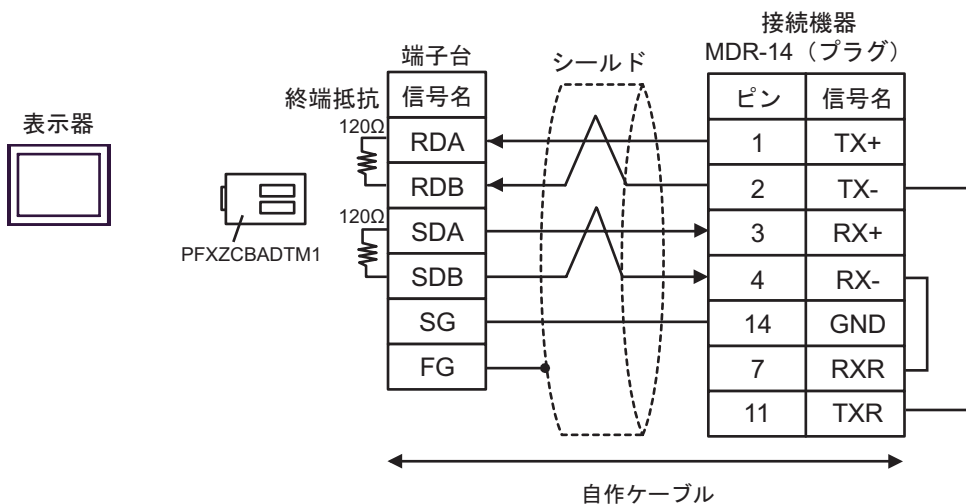 表示器
PFXZCBADTM1
終端抵抗
120Ω
120Ω
端子台
信号名
RDA
RDB
SDA
SDB
SG
FG
シールド
接続機器
MDR-14（プラグ）
ピン 信号名
1 TX+
2 TX-
3 RX+
4 RX-
14 GND
7 RXR
11 TXR
自作ケーブル